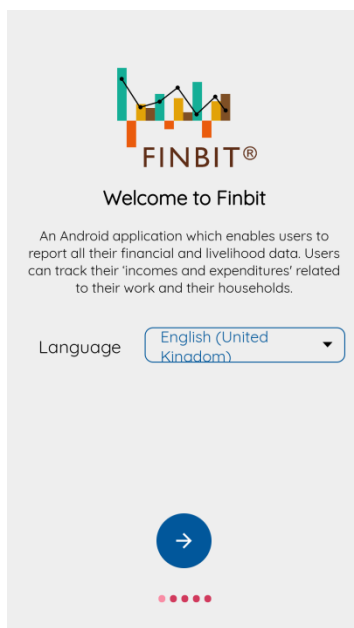 FINBIT®
Welcome to Finbit
An Android application which enables users to
report all their financial and livelihood data. Users
can track their 'incomes and expenditures' related
to their work and their households.
Language
English (United
Kingdom)